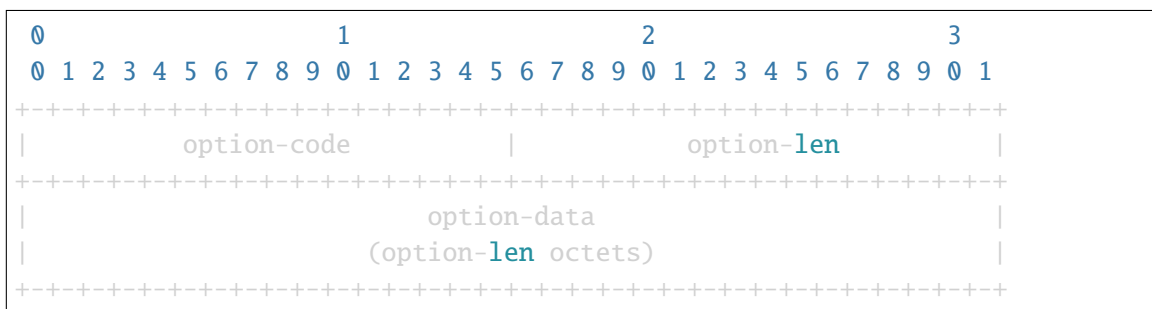 0                   1                   2                   3
 0 1 2 3 4 5 6 7 8 9 0 1 2 3 4 5 6 7 8 9 0 1 2 3 4 5 6 7 8 9 0 1
+-+-+-+-+-+-+-+-+-+-+-+-+-+-+-+-+-+-+-+-+-+-+-+-+-+-+-+-+-+-+-+-+
|          option-code          |           option-len          |
+-+-+-+-+-+-+-+-+-+-+-+-+-+-+-+-+-+-+-+-+-+-+-+-+-+-+-+-+-+-+-+-+
|                          option-data                          |
|                      (option-len octets)                      |
+-+-+-+-+-+-+-+-+-+-+-+-+-+-+-+-+-+-+-+-+-+-+-+-+-+-+-+-+-+-+-+-+